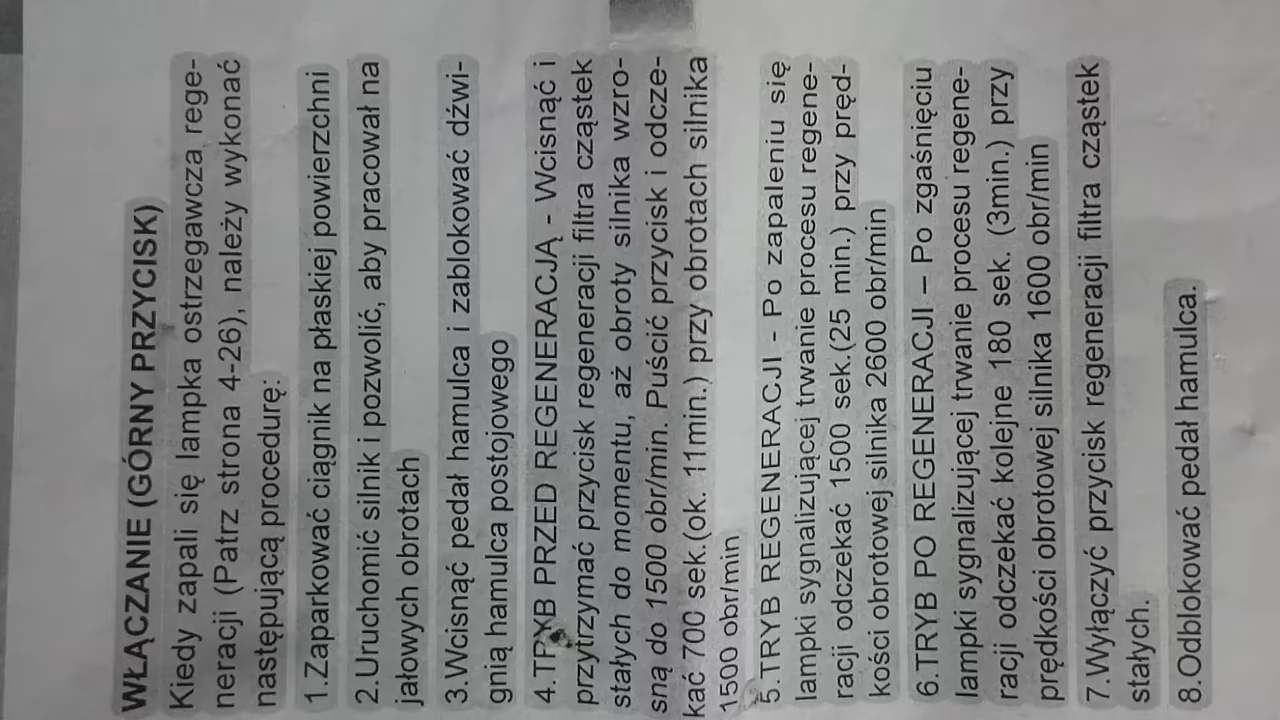 WŁĄCZANIE (GÓRNY PRZYCISK)
Kiedy zapali się lampka ostrzegawcza rege-
neracji (Patrz strona 4-26), należy wykonać
następującą procedurę:
1.Zaparkować ciągnik na płaskiej powierzchni
2.Uruchomić silnik i pozwolić, aby pracował na
jałowych obrotach
3.Wcisnąć pedał hamulca i zablokować dźwi-
gnią hamulca postojowego
4.TRYB PRZED REGENERACJĄ - Wcisnąć i
przytrzymać przycisk regeneracji filtra cząstek
stałych do momentu, aż obroty silnika wzro-
sną do 1500 obr/min. Puścić przycisk i odcze-
kać 700 sek.(ok. 11min.) przy obrotach silnika
1500 obr/min
5.TRYB REGENERACJI - Po zapaleniu się
lampki sygnalizującej trwanie procesu regene-
racji odczekać 1500 sek.(25 min.) przy pręd-
kości obrotowej silnika 2600 obr/min
6.TRYB PO REGENERACJI – Po zgaśnięciu
lampki sygnalizującej trwanie procesu regene-
racji odczekać kolejne 180 sek. (3min.) przy
prędkości obrotowej silnika 1600 obr/min
7.Wyłączyć przycisk regeneracji filtra cząstek
stałych.
8.Odblokować pedał hamulca.